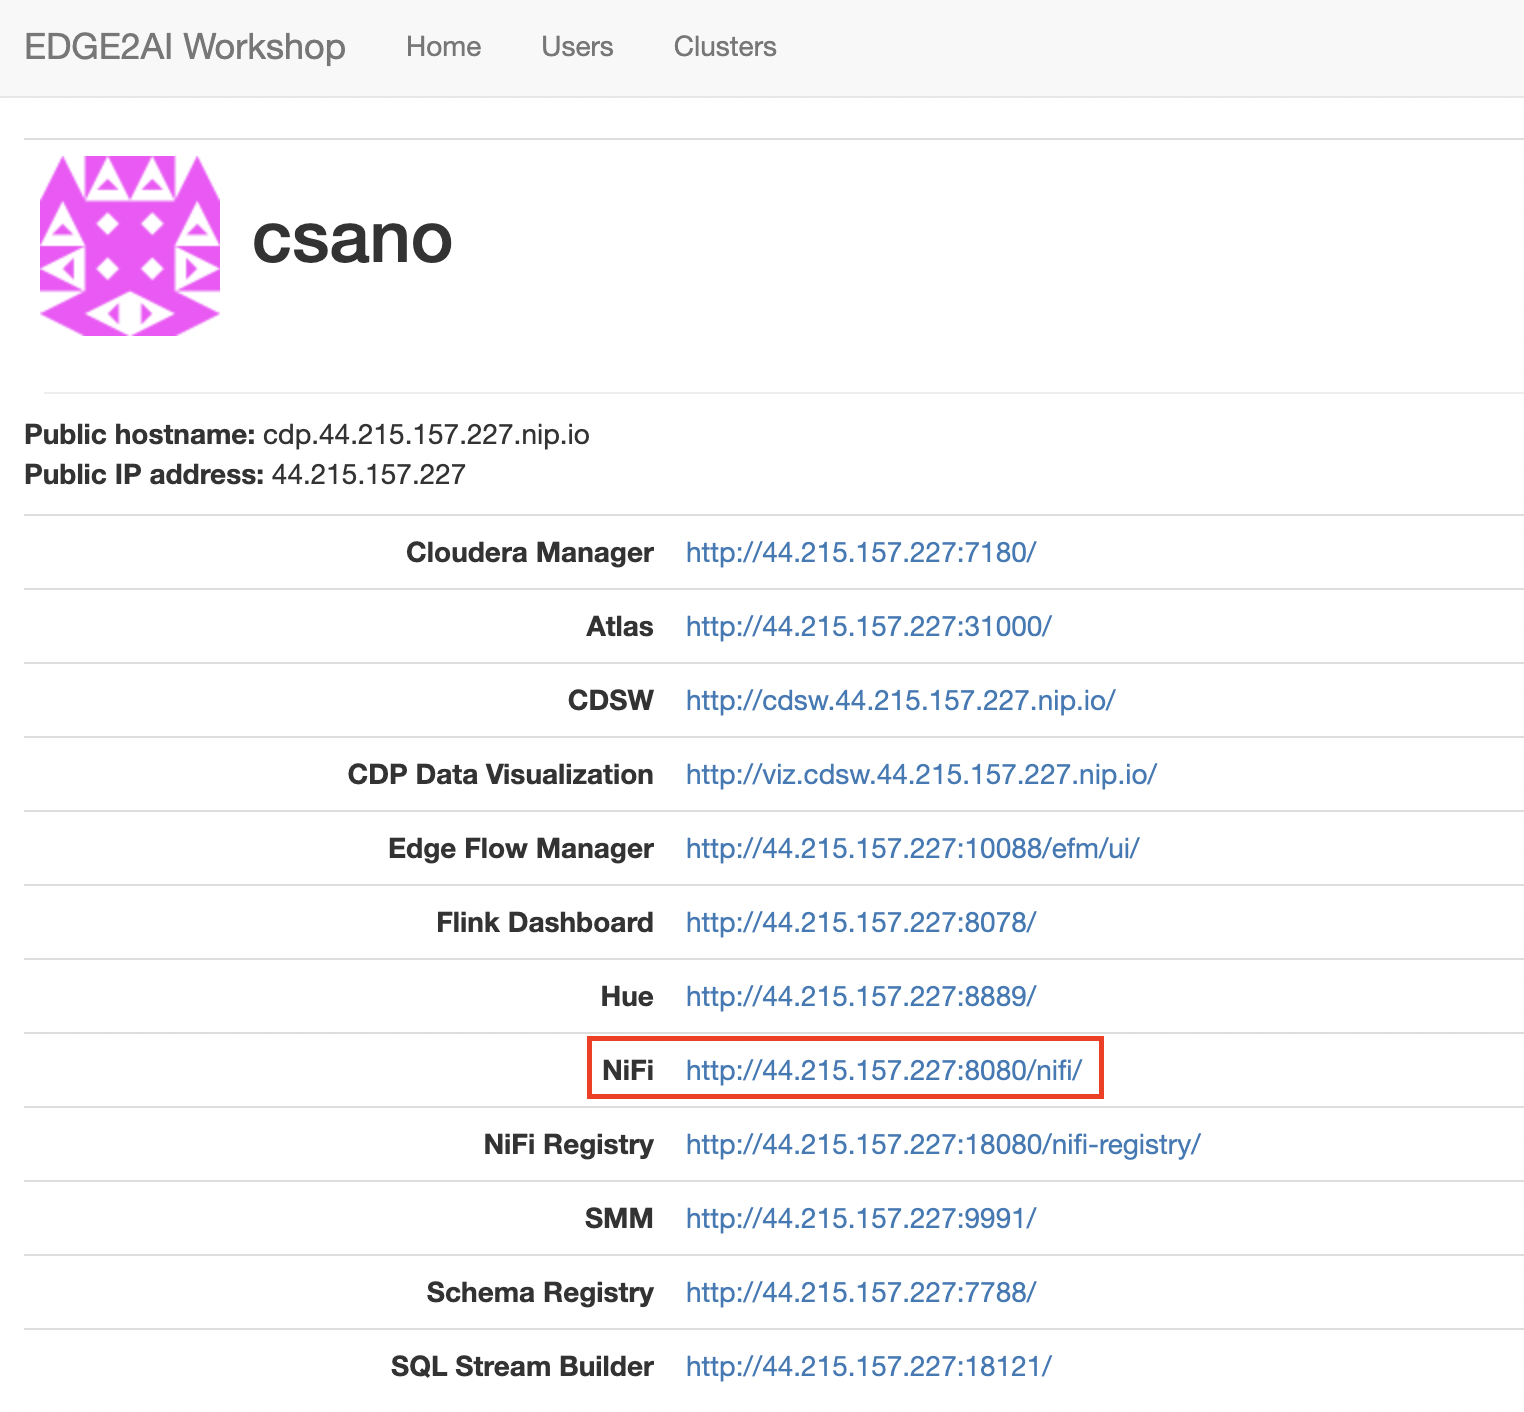 EDGE2AI Workshop Home Users Clusters
csano
Public hostname: cdp.44.215.157.227.nip.io
Public IP address: 44.215.157.227
Cloudera Manager http://44.215.157.227:7180/
Atlas http://44.215.157.227:31000/
CDSW http://cdsw.44.215.157.227.nip.io/
CDP Data Visualization http://viz.cdsw.44.215.157.227.nip.io/
Edge Flow Manager http://44.215.157.227:10088/efm/ui/
Flink Dashboard http://44.215.157.227:8078/
Hue http://44.215.157.227:8889/
NiFi http://44.215.157.227:8080/nifi/
NiFi Registry http://44.215.157.227:18080/nifi-registry/
SMM http://44.215.157.227:9991/
Schema Registry http://44.215.157.227:7788/
SQL Stream Builder http://44.215.157.227:18121/